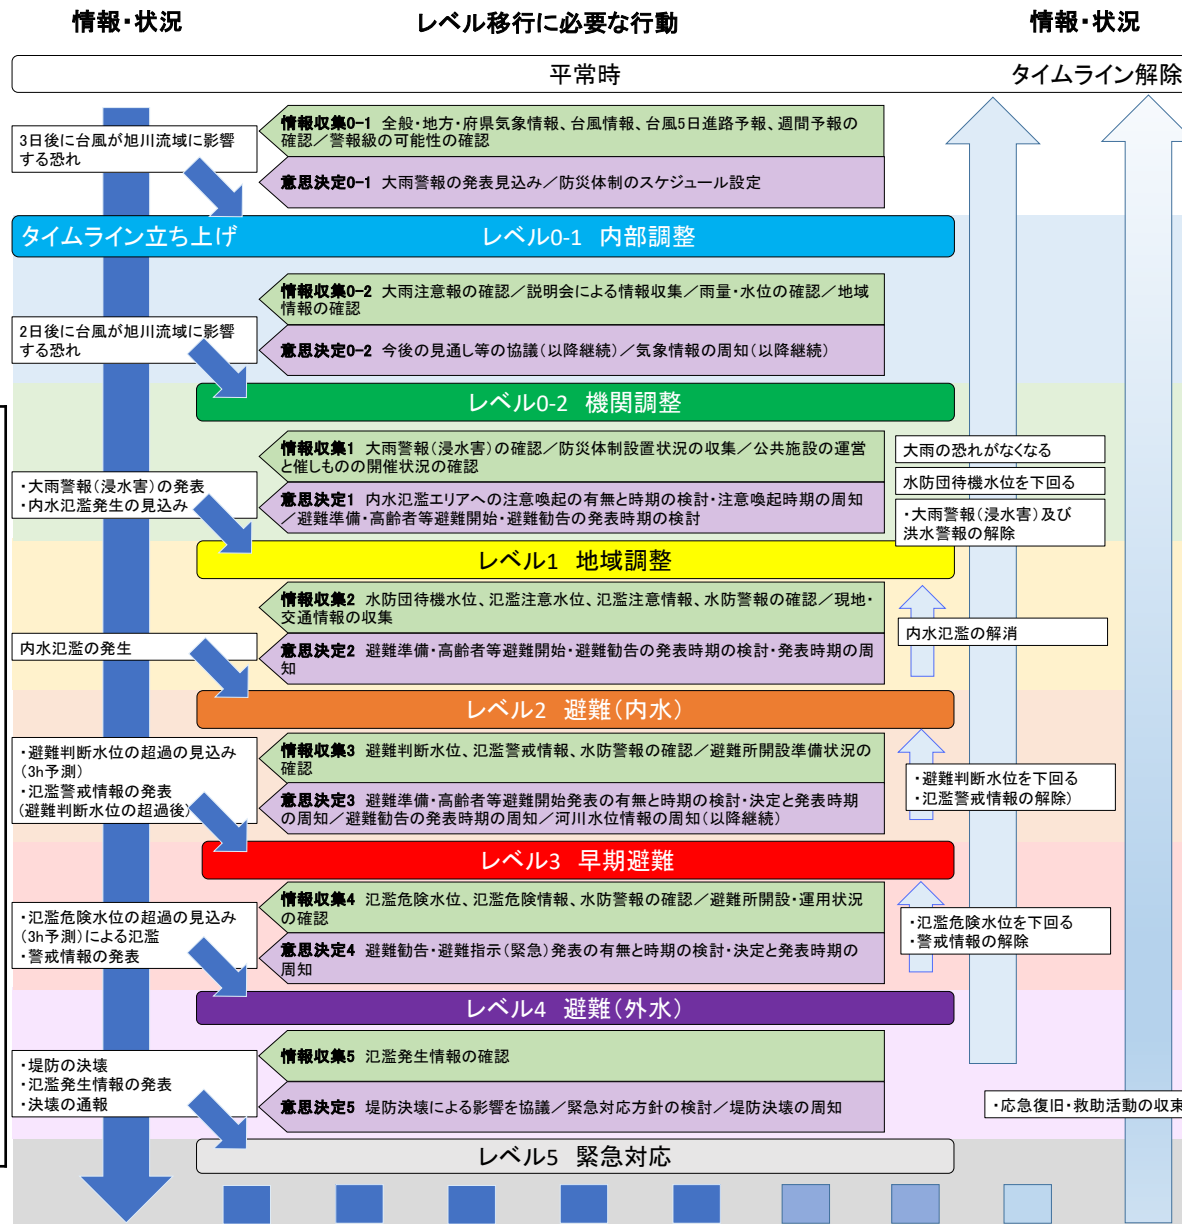 情報・状況
レベル移行に必要な行動
情報・状況
平常時
タイムライン解除
3日後に台風が旭川流域に影響
する恐れ
情報収集0-1 全般・地方・府県気象情報、台風情報、台風5日進路予報、週間予報の
確認／警報級の可能性の確認
意思決定0-1 大雨警報の発表見込み／防災体制のスケジュール設定
タイムライン立ち上げ
レベル0-1 内部調整
2日後に台風が旭川流域に影響
する恐れ
情報収集0-2 大雨注意報の確認／説明会による情報収集／雨量・水位の確認／地域
情報の確認
意思決定0-2 今後の見通し等の協議(以降継続)／気象情報の周知(以降継続)
レベル0-2 機関調整
・大雨警報(浸水害)の発表
・内水氾濫発生の見込み
情報収集1 大雨警報(浸水害)の確認／防災体制設置状況の収集／公共施設の運営
と催しものの開催状況の確認
意思決定1 内水氾濫エリアへの注意喚起の有無と時期の検討・注意喚起時期の周知
／避難準備・高齢者等避難開始・避難勧告の発表時期の検討
大雨の恐れがなくなる
水防団待機水位を下回る
・大雨警報(浸水害)及び
洪水警報の解除
レベル1 地域調整
内水氾濫の発生
情報収集2 水防団待機水位、氾濫注意水位、氾濫注意情報、水防警報の確認／現地・
交通情報の収集
意思決定2 避難準備・高齢者等避難開始・避難勧告の発表時期の検討・発表時期の周
知
内水氾濫の解消
レベル2 避難(内水)
・避難判断水位の超過の見込み
(3h予測)
・氾濫警戒情報の発表
(避難判断水位の超過後)
情報収集3 避難判断水位、氾濫警戒情報、水防警報の確認／避難所開設準備状況の
確認
意思決定3 避難準備・高齢者等避難開始発表の有無と時期の検討・決定と発表時期
の周知／避難勧告の発表時期の周知／河川水位情報の周知(以降継続)
・避難判断水位を下回る
・氾濫警戒情報の解除)
レベル3 早期避難
・氾濫危険水位の超過の見込み
(3h予測)による氾濫
・警戒情報の発表
情報収集4 氾濫危険水位、氾濫危険情報、水防警報の確認／避難所開設・運用状況
の確認
意思決定4 避難勧告・避難指示(緊急)発表の有無と時期の検討・決定と発表時期の
周知
・氾濫危険水位を下回る
・警戒情報の解除
レベル4 避難(外水)
・堤防の決壊
・氾濫発生情報の発表
・決壊の通報
情報収集5 氾濫発生情報の確認
意思決定5 堤防決壊による影響を協議／緊急対応方針の検討／堤防決壊の周知
・応急復旧・救助活動の収束
レベル5 緊急対応